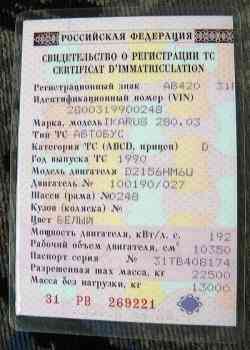 РОССИЙСКАЯ ФЕДЕРАЦИЯ
СВИДЕТЕЛЬСТВО О РЕГИСТРАЦИИ ТС
CERTIFICAT D'IMMATRICULATION
Регистрационный знак АВ420 31
Идентификационный номер (VIN)
2800319900248
Марка, модель IKARUS 280.03
Тип ТС АВТОБУС
Категория ТС (ABCD, прицеп) D
Год выпуска ТС 1990
Модель двигателя D2156HM6U
Двигатель № 100190/027
Шасси (рама) №0248
Кузов (коляска) №
Цвет БЕЛЫЙ
Мощность двигателя, кВт/л. с. 192
Рабочий объем двигателя, см³ 10350
Паспорт серия № 31ТВ408174
Разрешенная max масса, кг 22500
Масса без нагрузки, кг 13000
31 РВ 269221